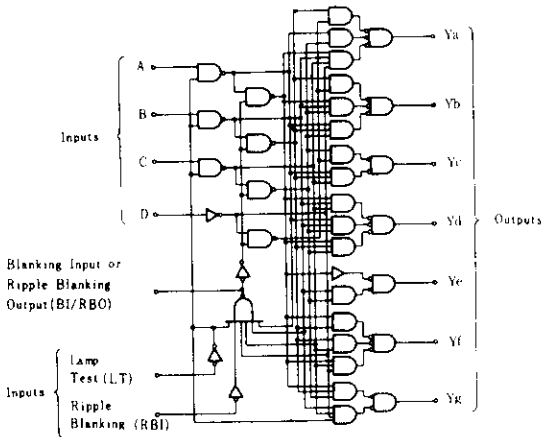 A
B
Inputs
C
D
Blanking Input or
Ripple Blanking
Output (BI/RBO)
Lamp
Test (LT)
Inputs
Ripple
Blanking (RBI)
Ya
Yb
Yc
Yd
Outputs
Ye
Yf
Yg